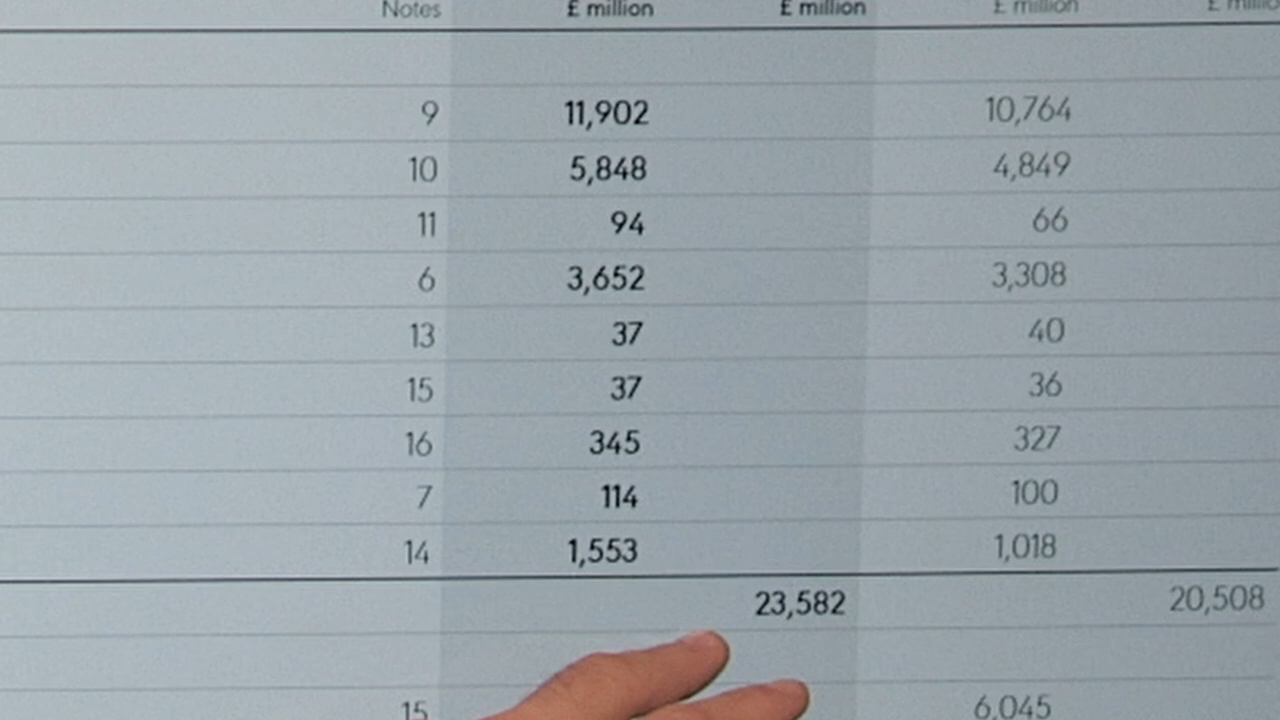 Notes £ million £ million £ million £ million
9 11,902 10,764
10 5,848 4,849
11 94 66
6 3,652 3,308
13 37 40
15 37 36
16 345 327
7 114 100
14 1,553 1,018
23,582 20,508
15 6,045